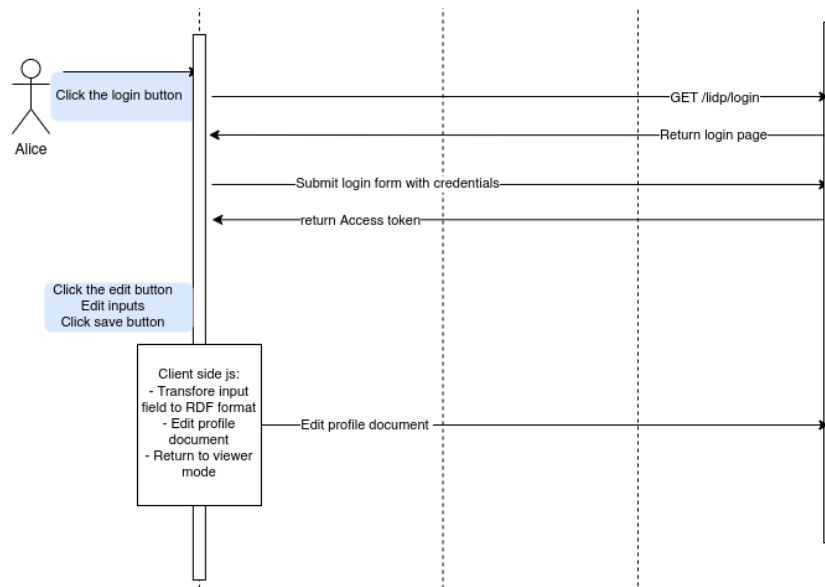 Click the login button
GET /lidp/login
Alice
Return login page
Submit login form with credentials
return Access token
Click the edit button
Edit inputs
Click save button
Client side js:
- Transfore input
field to RDF format
- Edit profile
document
- Return to viewer
mode
Edit profile document